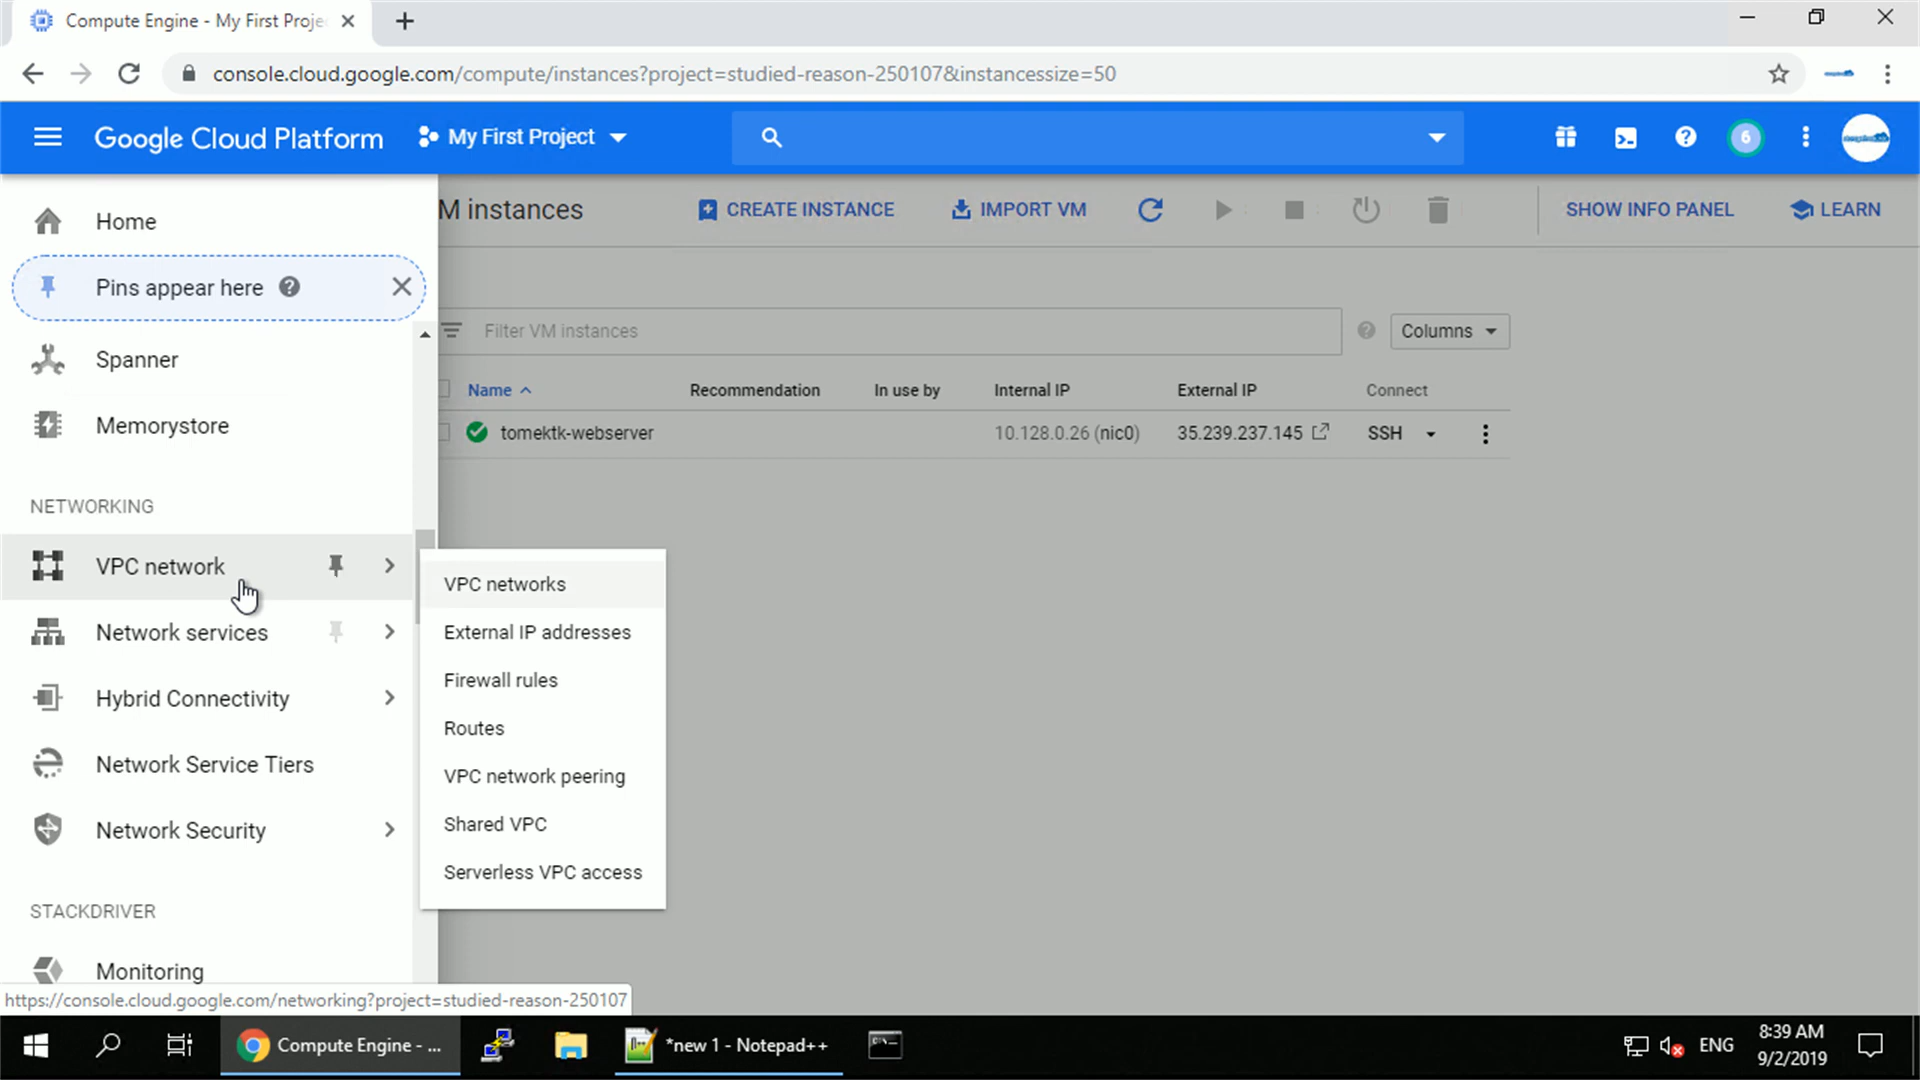 Compute Engine - My First Proje
console.cloud.google.com/compute/instances?project=studied-reason-250107&instancessize=50
Google Cloud Platform My First Project 6
Home
Pins appear here
Spanner
Memorystore
NETWORKING
VPC network
Network services
Hybrid Connectivity
Network Service Tiers
Network Security
STACKDRIVER
Monitoring
VPC networks
External IP addresses
Firewall rules
Routes
VPC network peering
Shared VPC
Serverless VPC access
M instances CREATE INSTANCE IMPORT VM SHOW INFO PANEL LEARN
Filter VM instances Columns
Name Recommendation In use by Internal IP External IP Connect
tomektk-webserver 10.128.0.26 (nic0) 35.239.237.145 SSH
https://console.cloud.google.com/networking?project=studied-reason-250107
Compute Engine - ... *new 1 - Notepad++ ENG 8:39 AM
9/2/2019